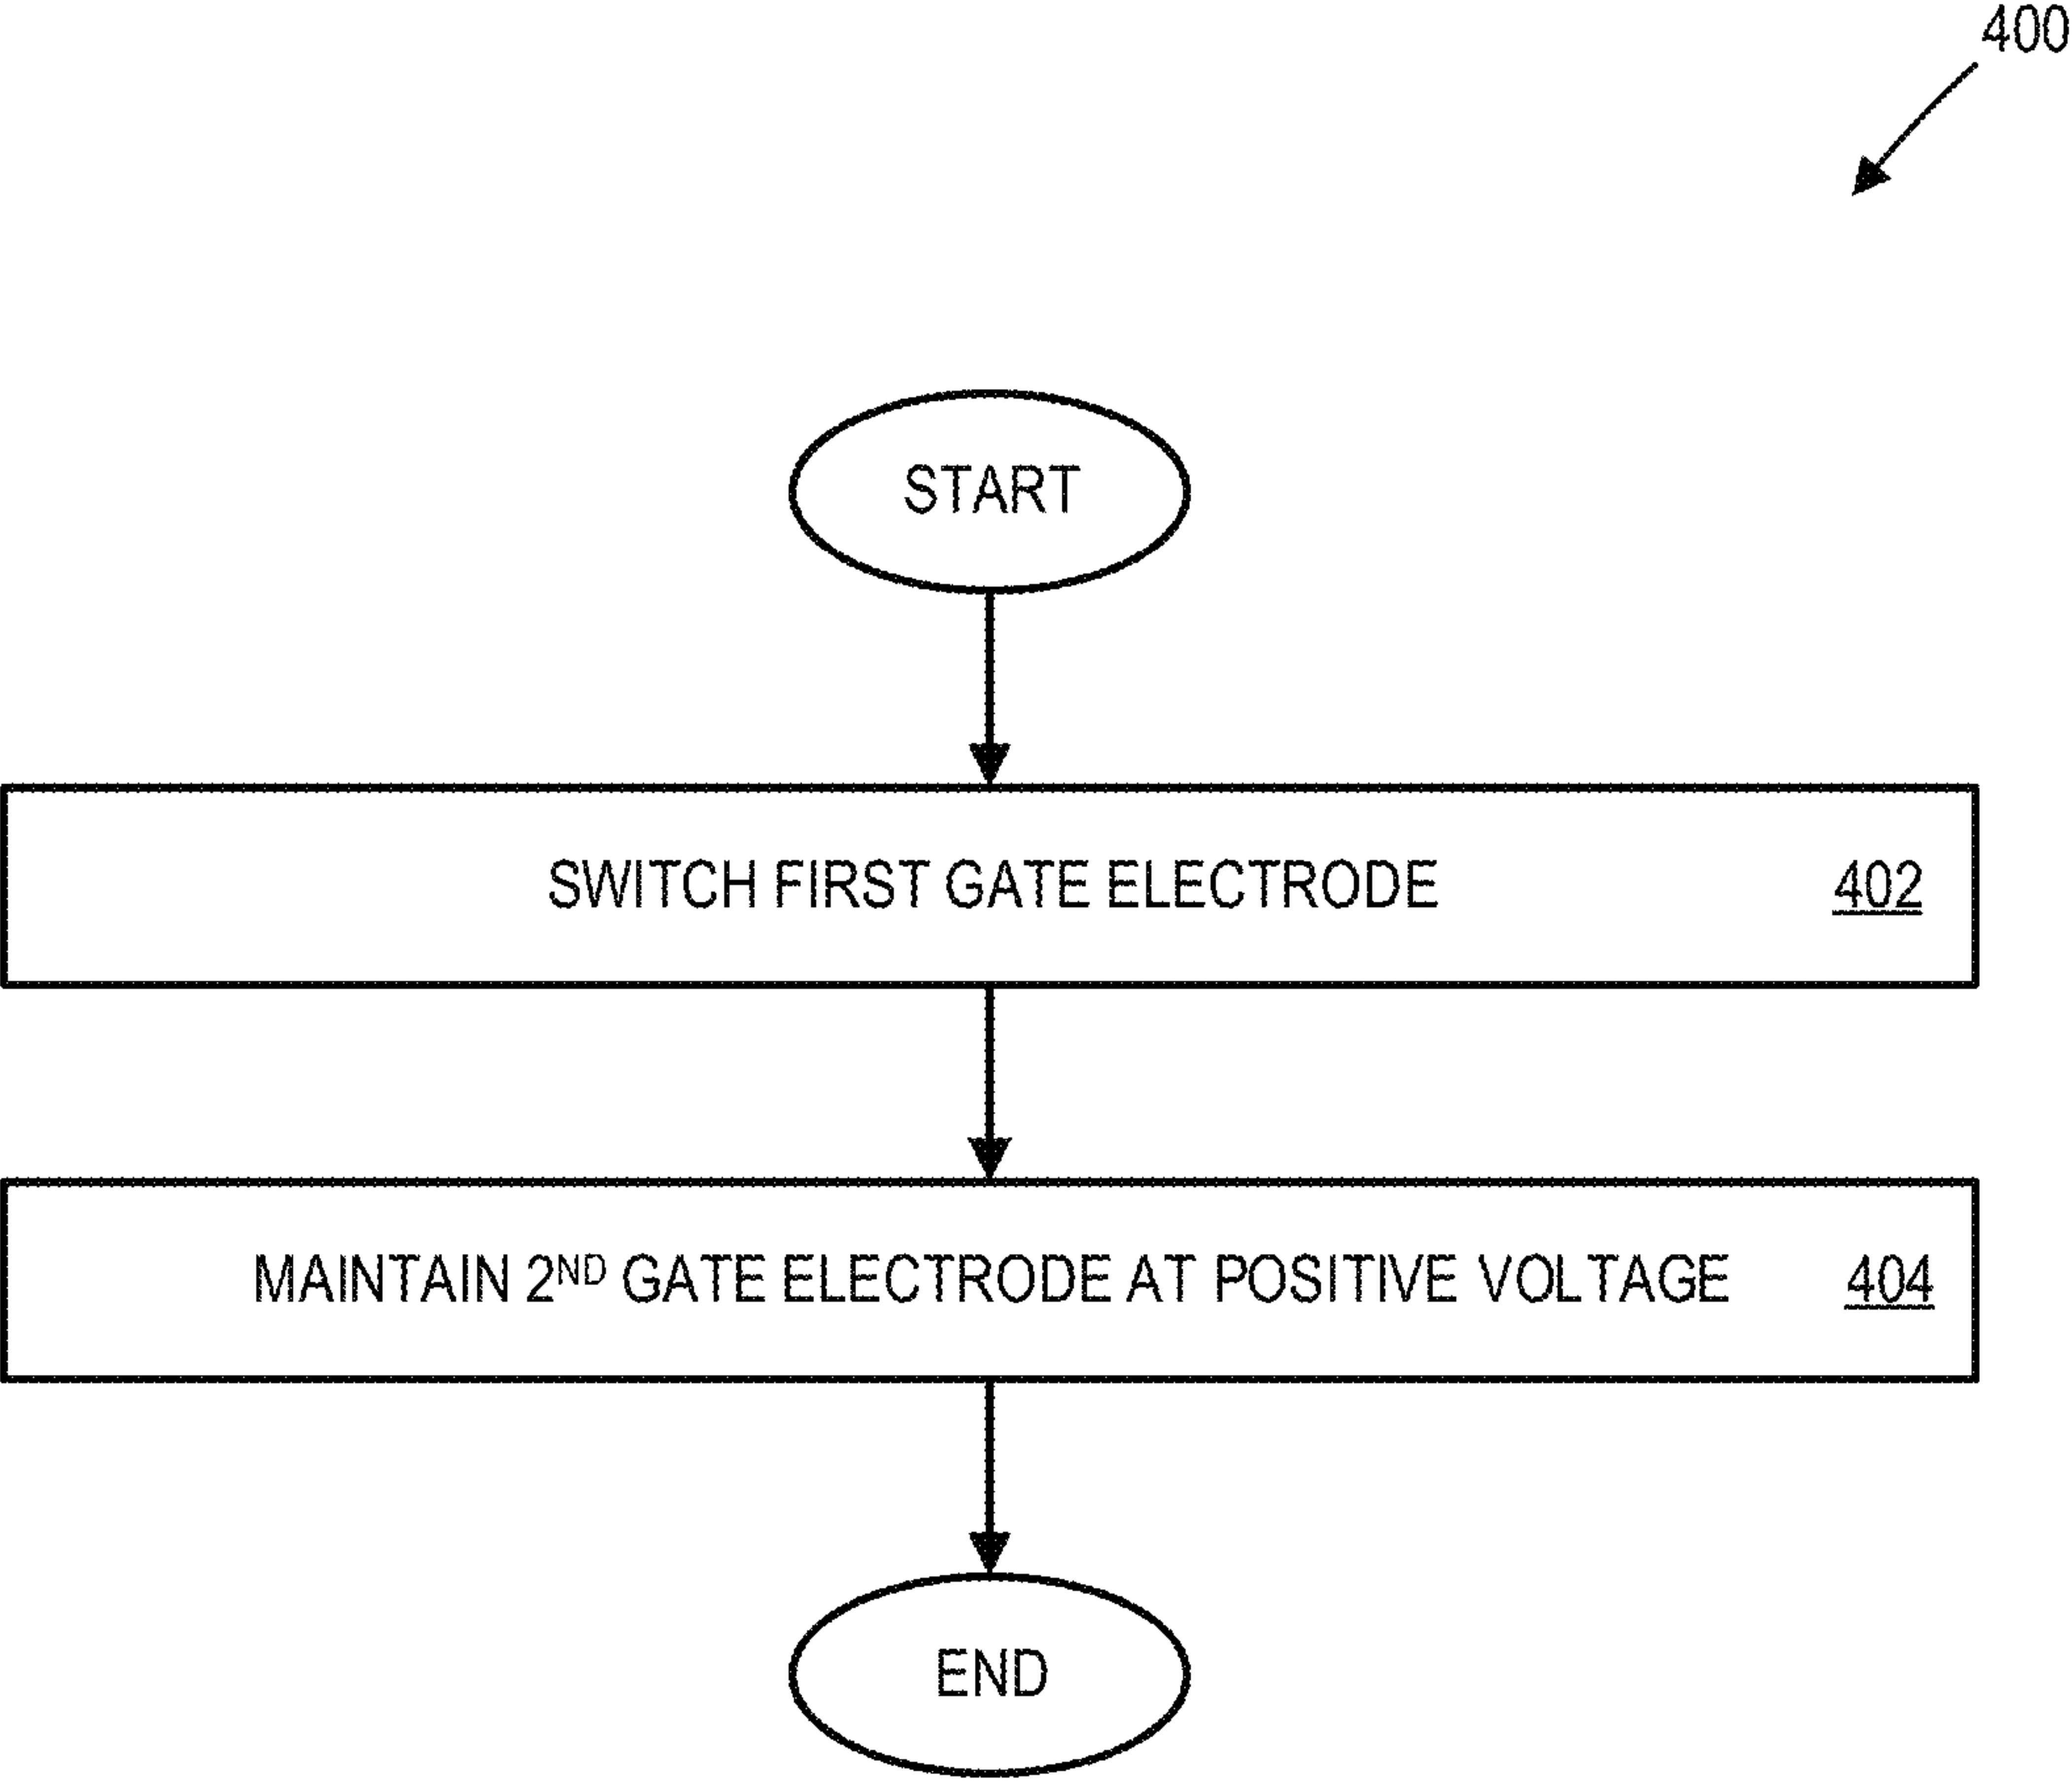 400
START
SWITCH FIRST GATE ELECTRODE 402
MAINTAIN 2ND GATE ELECTRODE AT POSITIVE VOLTAGE 404
END